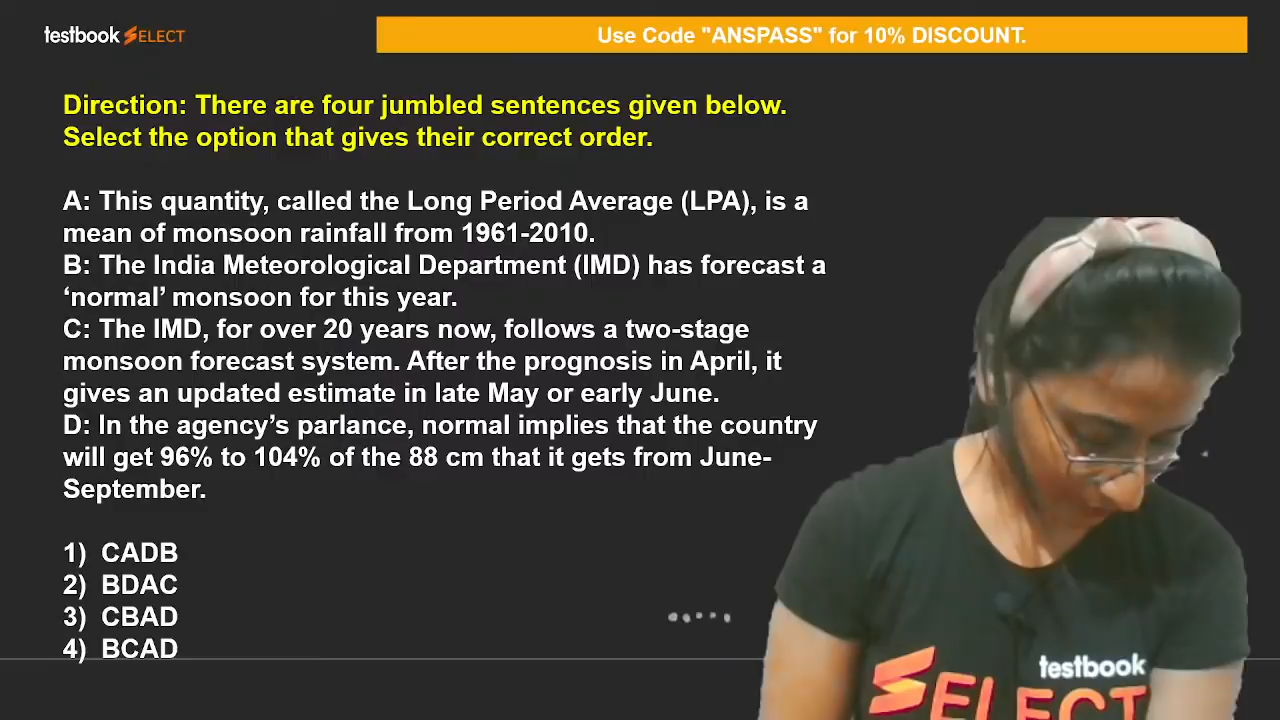 testbook SELECT
Use Code "ANSPASS" for 10% DISCOUNT.
Direction: There are four jumbled sentences given below.
Select the option that gives their correct order.
A: This quantity, called the Long Period Average (LPA), is a
mean of monsoon rainfall from 1961-2010.
B: The India Meteorological Department (IMD) has forecast a
‘normal’ monsoon for this year.
C: The IMD, for over 20 years now, follows a two-stage
monsoon forecast system. After the prognosis in April, it
gives an updated estimate in late May or early June.
D: In the agency’s parlance, normal implies that the country
will get 96% to 104% of the 88 cm that it gets from June-
September.
1) CADB
2) BDAC
3) CBAD
4) BCAD
testbook
SELECT